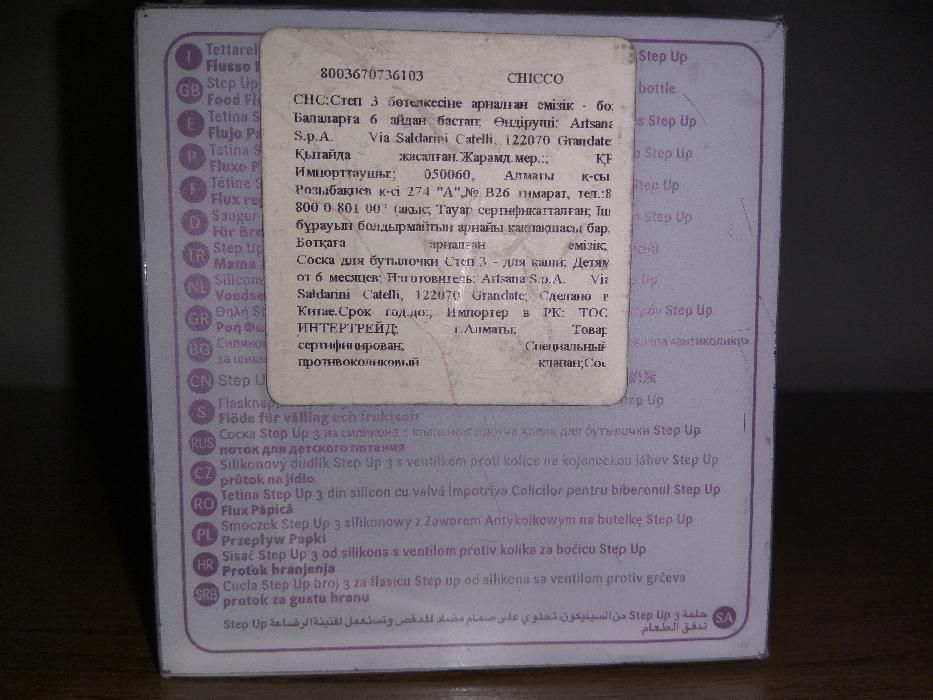 8003670736103 CHICCO
СНС:Степ 3 бөтелкесіне арналған емізік - бо
Балаларға 6 айдан бастап; Өндіруші: Artsana
S.p.A. Via Saldarini Catelli, 122070 Grandate
Қытайда жасалған.Жарамд.мер.:; ҚР
Импорттаушы; 050060, Алматы к-сы
Розыбакиев к-сі 274 "А",№ В26 ғимарат, тел.:8
800 0 801 007 (ақыс; Тауар сертификатталған; Іш
бұрауын болдырмайтын арнайы қақпақшасы бар.
Ботқаға арналған емізік;
Соска для бутылочки Степ 3 - для каши; Детям
от 6 месяцев; Изготовитель: Artsana S.p.A. Via
Saldarini Catelli, 122070 Grandate; Сделано в
Китае.Срок год.до:; Импортер в РК: ТОО
ИНТЕРТРЕЙД; г.Алматы; Товар
сертифицирован; Специальный
противоколиковый клапан;Сос
I Tettarel Step Up
Flusso
GB Step Up bottle
Food Fl
E Tetina S s Step Up
Flujo Pa
P Tetina S Step Up
Fluxo P
F Tétine S Step Up
Flux re
D Sauger Step Up
Für Bre
TR Step Up
Mama
NL Silicone Up
Voedse
GR Θηλή St Step Up
Ροή Φα
BG Силико «антиколики»
за
CN Step U
S Flasknapp Step Up
Flöde för välling och fruktsaft
RUS Соска Step Up 3 из силикона с клапаном против колик для бутылочки Step Up
поток для детского питания
CZ Silikonový dudlík Step Up 3 s ventilkem proti kolice na kojeneckou láhev Step Up
průtok na jídlo
RO Tetina Step Up 3 din silicon cu valvă împotriva Colicilor pentru biberonul Step Up
Flux Papică
PL Smoczek Step Up 3 silikonowy z Zaworem Antykolkowym na butelkę Step Up
Przepływ Papki
HR Sisač Step Up 3 od silikona s ventilom protiv kolika za bočicu Step Up
Protok hranjenja
SRB Cucla Step Up broj 3 za flašicu Step up od silikona sa ventilom protiv grčeva
protok za gustu hranu
SA حلمة Step Up 3 من السيليكون تحتوي على صمام مضاد للمغص وتستعمل لقنينة الرضاعة Step Up
تدفق الطعام